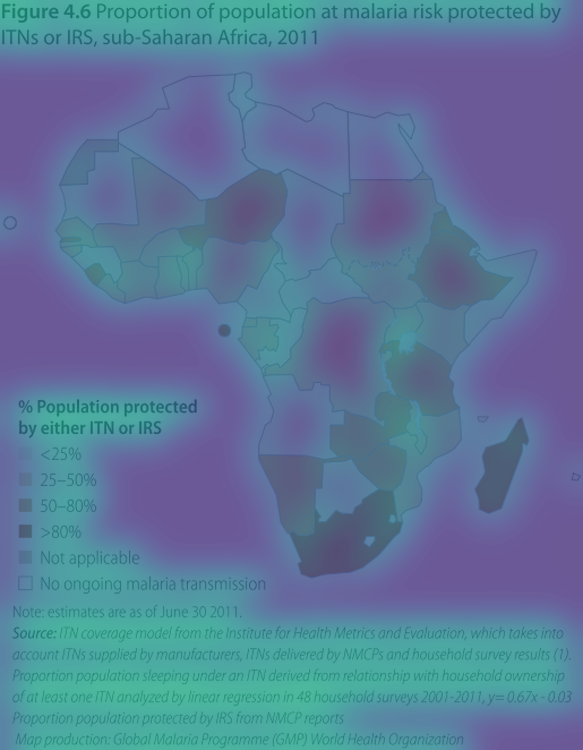 Figure 4.6 Proportion of population at malaria risk protected by
ITNs or IRS, sub-Saharan Africa, 2011
% Population protected
by either ITN or IRS
<25%
25–50%
50–80%
>80%
Not applicable
No ongoing malaria transmission
Note: estimates are as of June 30 2011.
Source: ITN coverage model from the Institute for Health Metrics and Evaluation, which takes into
account ITNs supplied by manufacturers, ITNs delivered by NMCPs and household survey results (1).
Proportion population sleeping under an ITN derived from relationship with household ownership
of at least one ITN analyzed by linear regression in 48 household surveys 2001-2011, y= 0.67x - 0.03
Proportion population protected by IRS from NMCP reports
Map production: Global Malaria Programme (GMP) World Health Organization